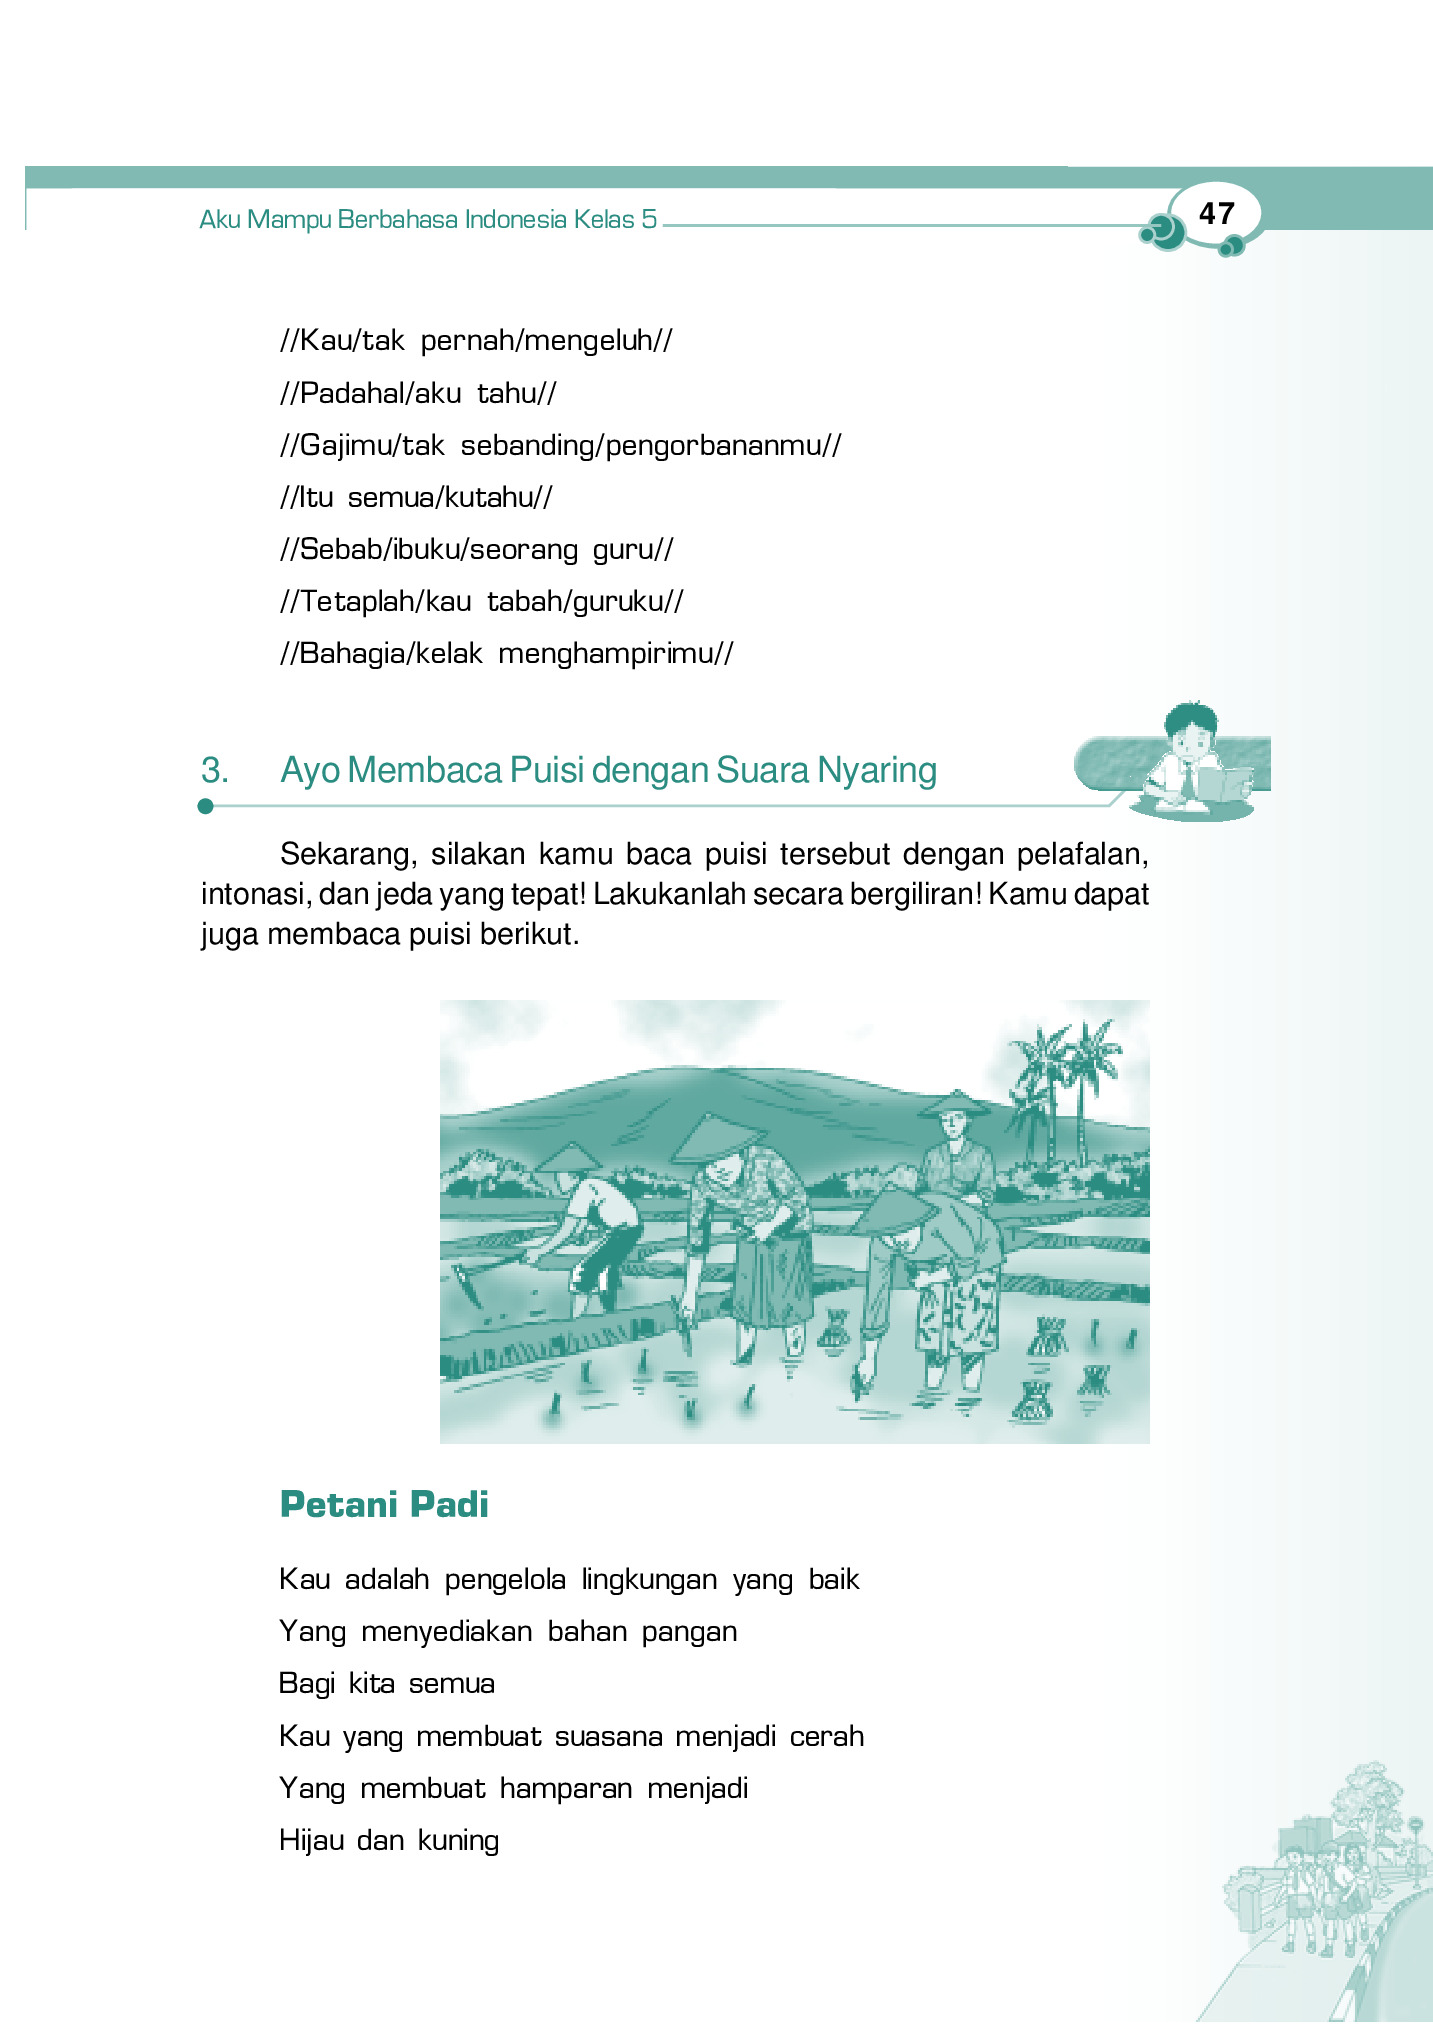 Aku Mampu Berbahasa Indonesia Kelas 5
47
//Kau/tak pernah/mengeluh//
//Padahal/aku tahu//
//Gajimu/tak sebanding/pengorbananmu//
//Itu semua/kutahu//
//Sebab/ibuku/seorang guru//
//Tetaplah/kau tabah/guruku//
//Bahagia/kelak menghampirimu//
3. Ayo Membaca Puisi dengan Suara Nyaring
Sekarang, silakan kamu baca puisi tersebut dengan pelafalan,
intonasi, dan jeda yang tepat! Lakukanlah secara bergiliran! Kamu dapat
juga membaca puisi berikut.
Petani Padi
Kau adalah pengelola lingkungan yang baik
Yang menyediakan bahan pangan
Bagi kita semua
Kau yang membuat suasana menjadi cerah
Yang membuat hamparan menjadi
Hijau dan kuning